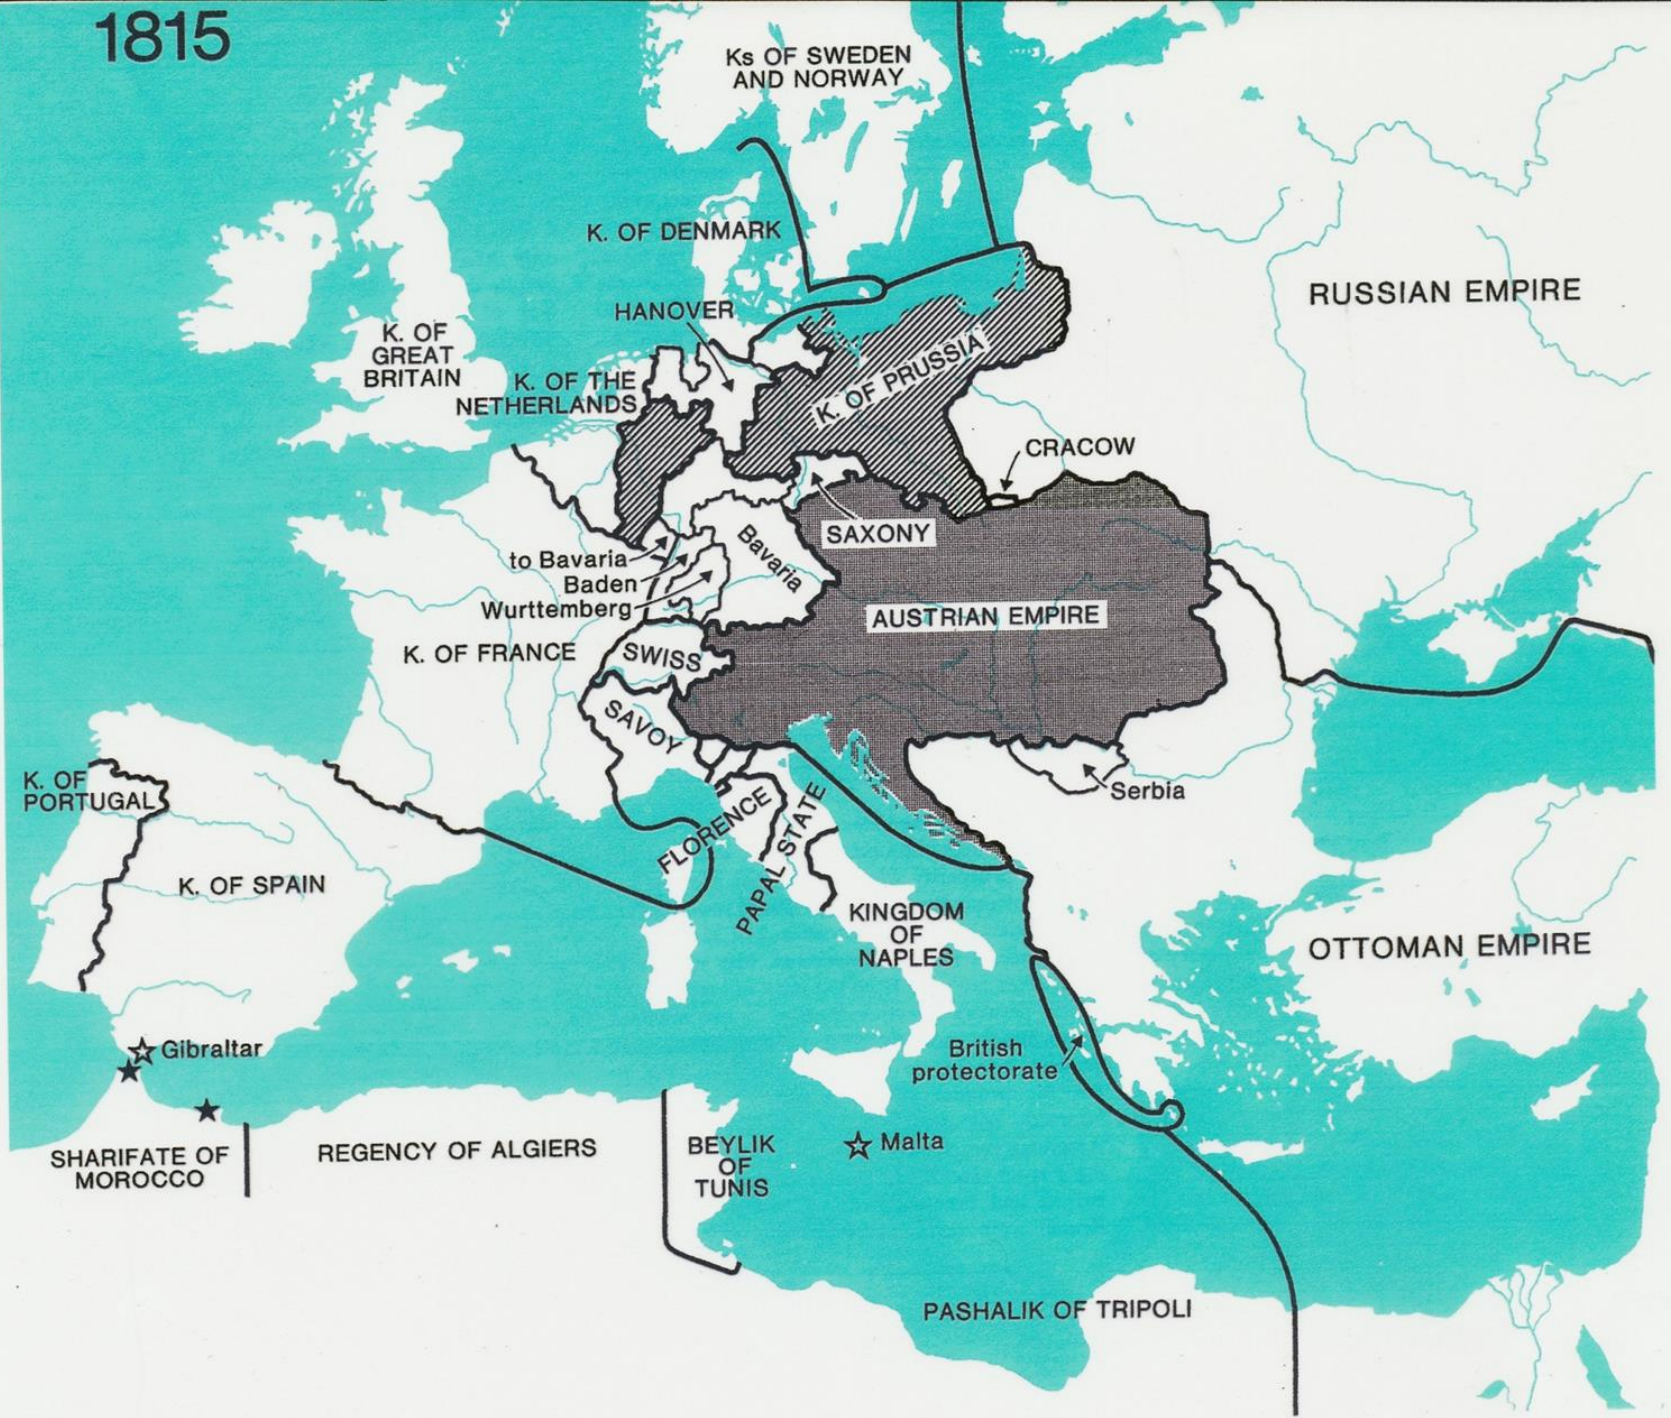 1815
Ks OF SWEDEN
AND NORWAY
K. OF DENMARK
HANOVER
RUSSIAN EMPIRE
K. OF
GREAT
BRITAIN
K. OF THE
NETHERLANDS
K. OF PRUSSIA
CRACOW
SAXONY
to Bavaria
Baden
Wurttemberg
Bavaria
AUSTRIAN EMPIRE
K. OF FRANCE
SWISS
SAVOY
K. OF
PORTUGAL
Serbia
FLORENCE
PAPAL STATE
K. OF SPAIN
KINGDOM
OF
NAPLES
OTTOMAN EMPIRE
Gibraltar
British
protectorate
SHARIFATE OF
MOROCCO
REGENCY OF ALGIERS
BEYLIK
OF
TUNIS
Malta
PASHALIK OF TRIPOLI